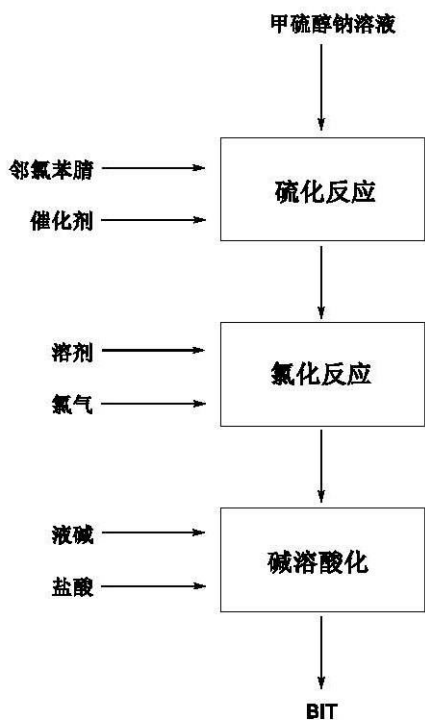 甲硫醇钠溶液
邻氯苯腈
硫化反应
催化剂
溶剂
氯化反应
氯气
液碱
碱溶酸化
盐酸
BIT